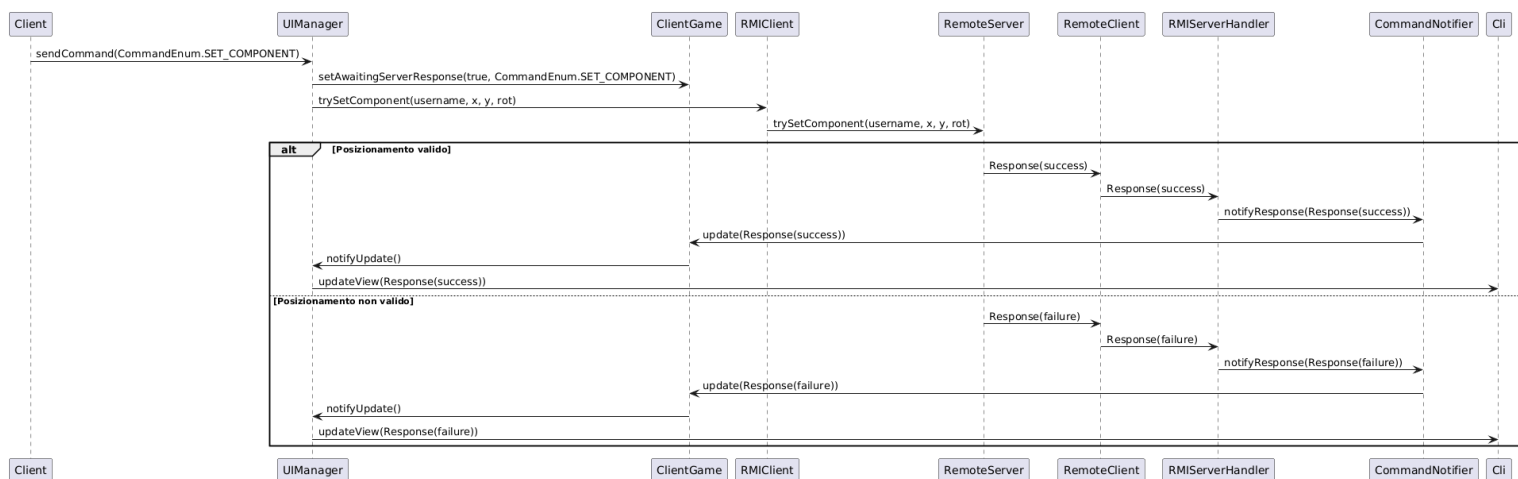 Client UIManager ClientGame RMIClient RemoteServer RemoteClient RMIServerHandler CommandNotifier Cli
sendCommand(CommandEnum.SET_COMPONENT)
setAwaitingServerResponse(true, CommandEnum.SET_COMPONENT)
trySetComponent(username, x, y, rot)
trySetComponent(username, x, y, rot)
alt [Posizionamento valido]
Response(success)
Response(success)
notifyResponse(Response(success))
update(Response(success))
notifyUpdate()
updateView(Response(success))
[Posizionamento non valido]
Response(failure)
Response(failure)
notifyResponse(Response(failure))
update(Response(failure))
notifyUpdate()
updateView(Response(failure))
Client UIManager ClientGame RMIClient RemoteServer RemoteClient RMIServerHandler CommandNotifier Cli